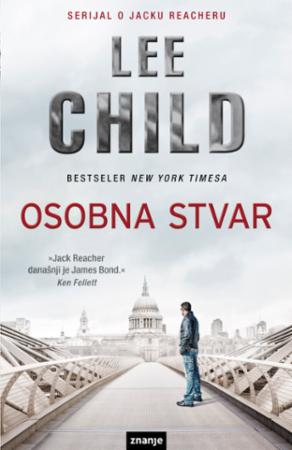 SERIJAL O JACKU REACHERU
LEE
CHILD
BESTSELER NEW YORK TIMESA
OSOBNA STVAR
»Jack Reacher
današnji je James Bond.«
Ken Follett
znanje